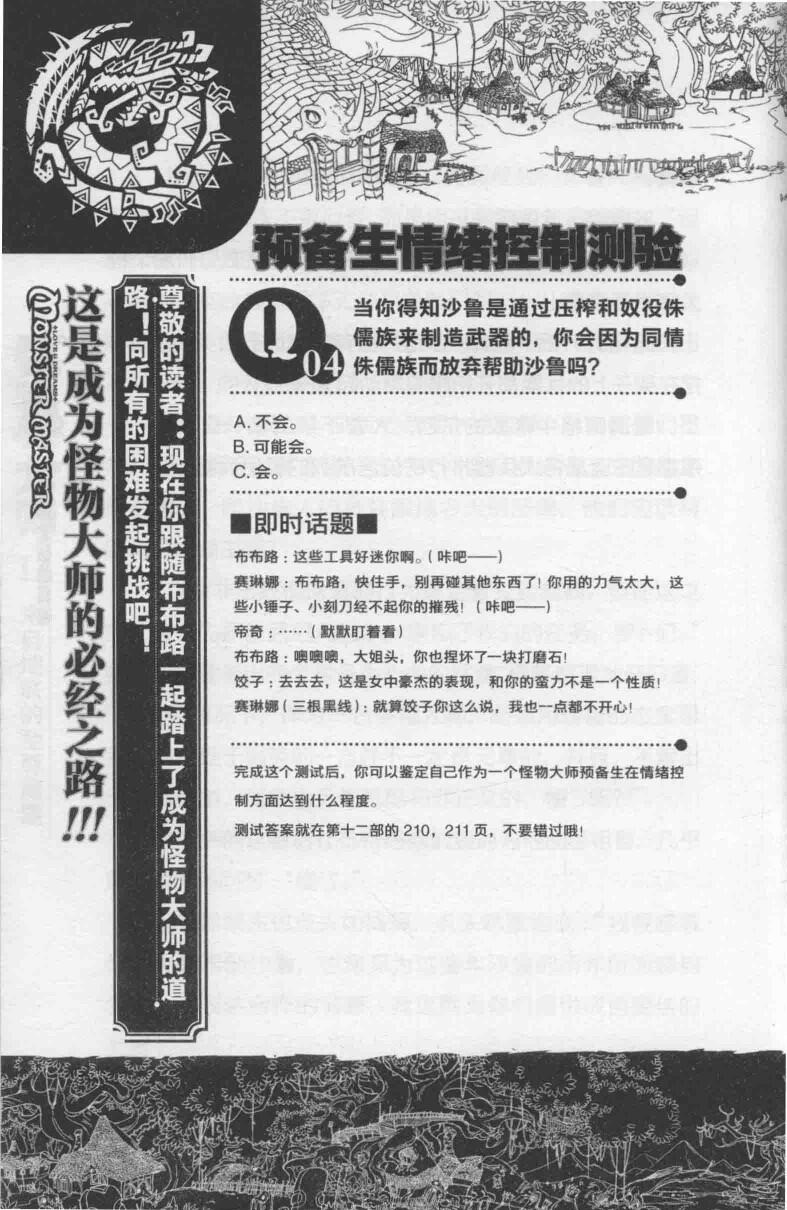 预备生情绪控制测验
Q
04
当你得知沙鲁是通过压榨和奴役侏
儒族来制造武器的，你会因为同情
侏儒族而放弃帮助沙鲁吗？
A.不会。
B.可能会。
C.会。
■即时话题■
布布路：这些工具好迷你啊。（咔吧——）
赛琳娜：布布路，快住手，别再碰其他东西了！你用的力气太大，这
些小锤子、小刻刀经不起你的摧残！（咔吧——）
帝奇：……（默默盯着看）
布布路：噢噢噢，大姐头，你也捏坏了一块打磨石！
饺子：去去去，这是女中豪杰的表现，和你的蛮力不是一个性质！
赛琳娜（三根黑线）：就算饺子你这么说，我也一点都不开心！
完成这个测试后，你可以鉴定自己作为一个怪物大师预备生在情绪控
制方面达到什么程度。
测试答案就在第十二部的210，211页，不要错过哦！
尊敬的读者：现在你跟随布布路一起踏上了成为怪物大师的道
路！向所有的困难发起挑战吧！
这是成为怪物大师的必经之路!!!
MONSTER MASTER